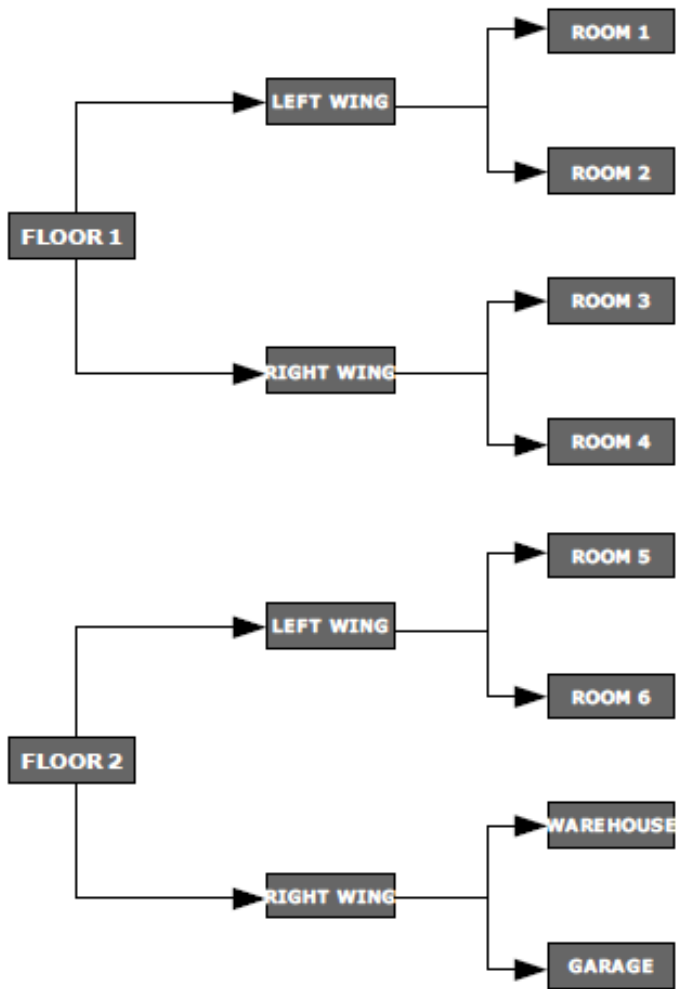 ROOM 1
LEFT WING
ROOM 2
FLOOR 1
ROOM 3
RIGHT WING
ROOM 4
ROOM 5
LEFT WING
ROOM 6
FLOOR 2
WAREHOUSE
RIGHT WING
GARAGE